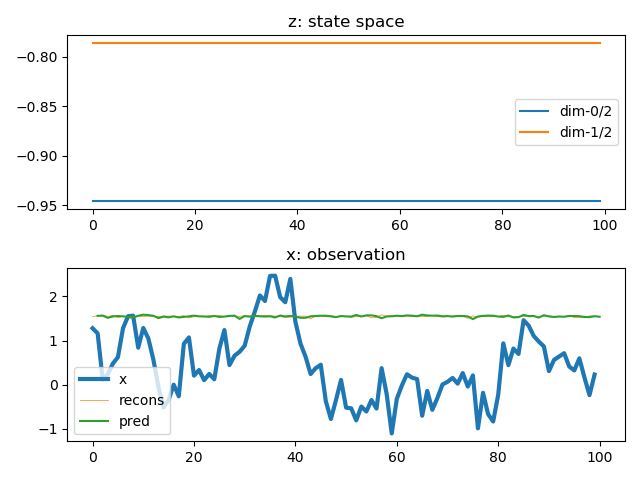 z: state space
−0.80
−0.85
−0.90
−0.95
dim-0/2
dim-1/2
0 20 40 60 80 100
x: observation
2
1
0
−1
x
recons
pred
0 20 40 60 80 100